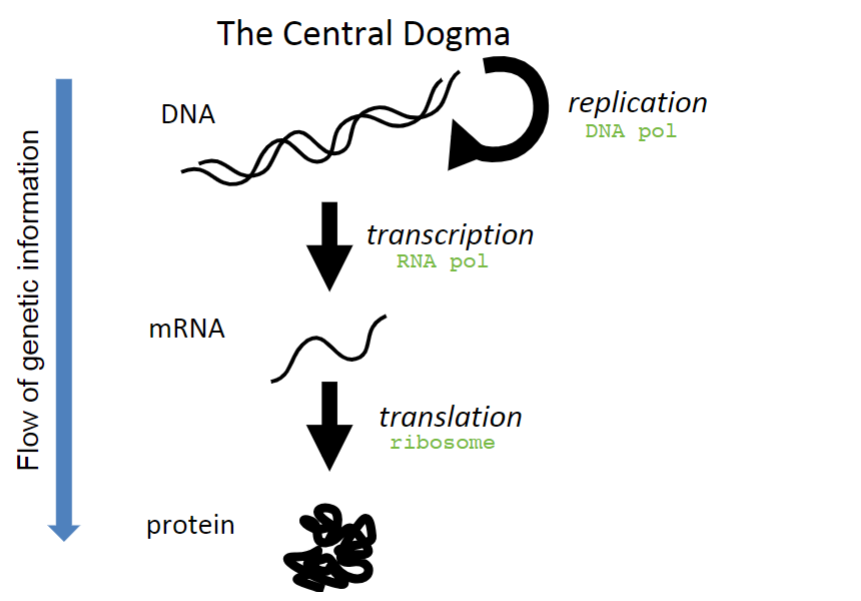 The Central Dogma
DNA
replication
DNA pol
transcription
RNA pol
mRNA
translation
ribosome
protein
Flow of genetic information